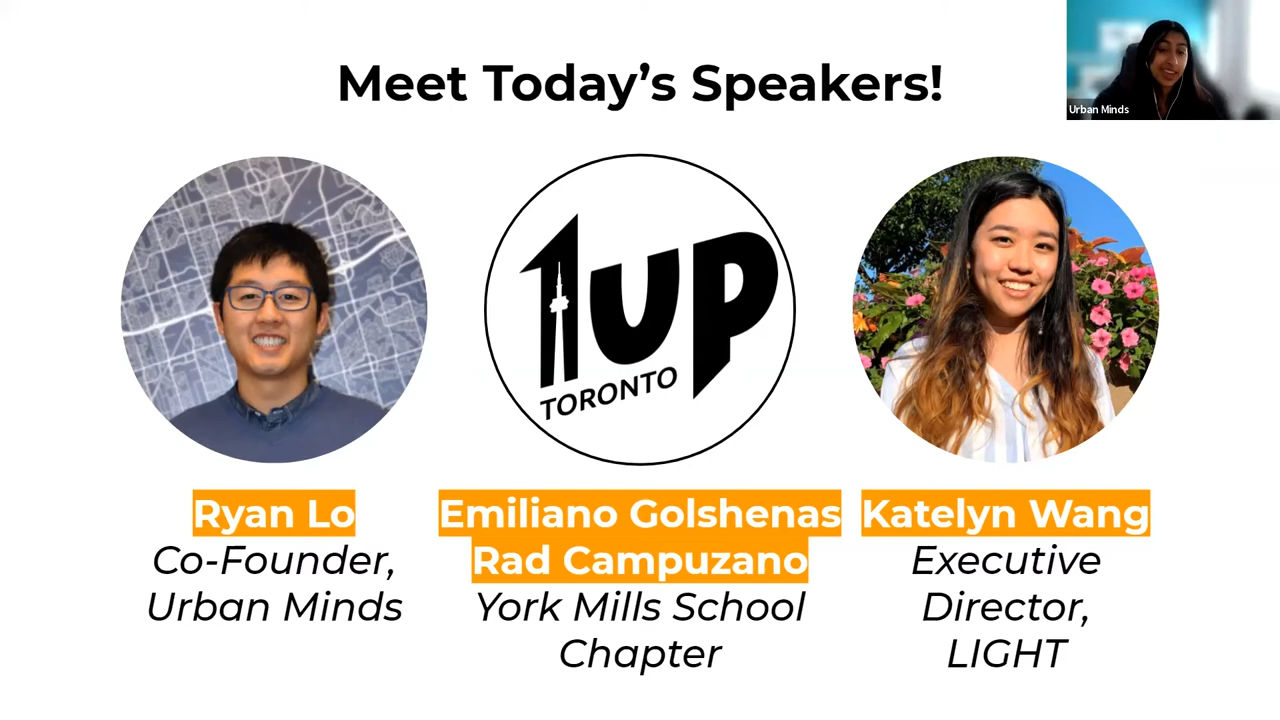 Meet Today's Speakers!
Urban Minds
1UP
TORONTO
Ryan Lo
Co-Founder,
Urban Minds
Emiliano Golshenas
Rad Campuzano
York Mills School
Chapter
Katelyn Wang
Executive
Director,
LIGHT